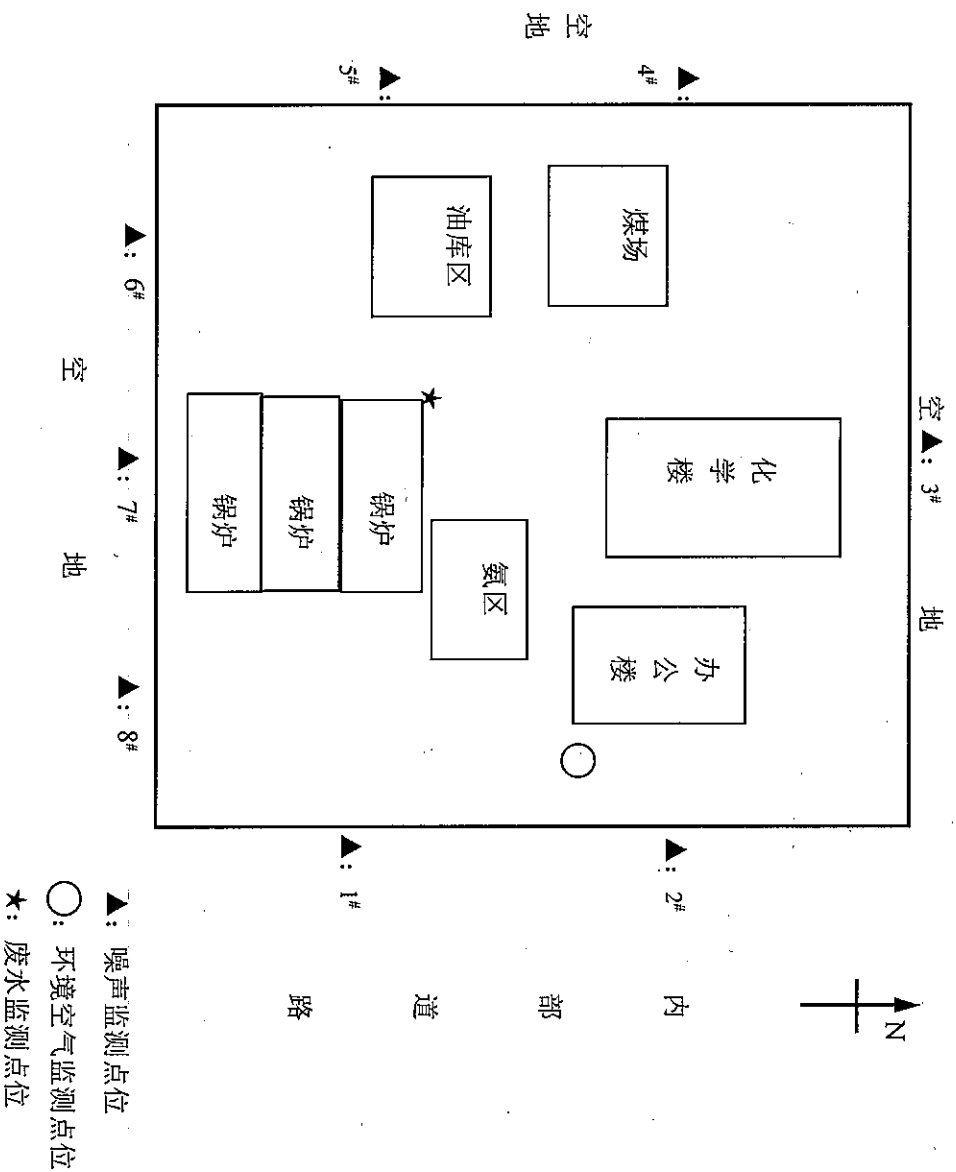 空
地
▲: 4#
▲: 5#
煤场
油库区
空 ▲: 3# 地
化学楼
办公楼
氨区
锅炉
锅炉
锅炉
▲: 6#
▲: 7#
▲: 8#
空 地
▲: 2#
▲: 1#
内部道路
N
▲: 噪声监测点位
○: 环境空气监测点位
★: 废水监测点位